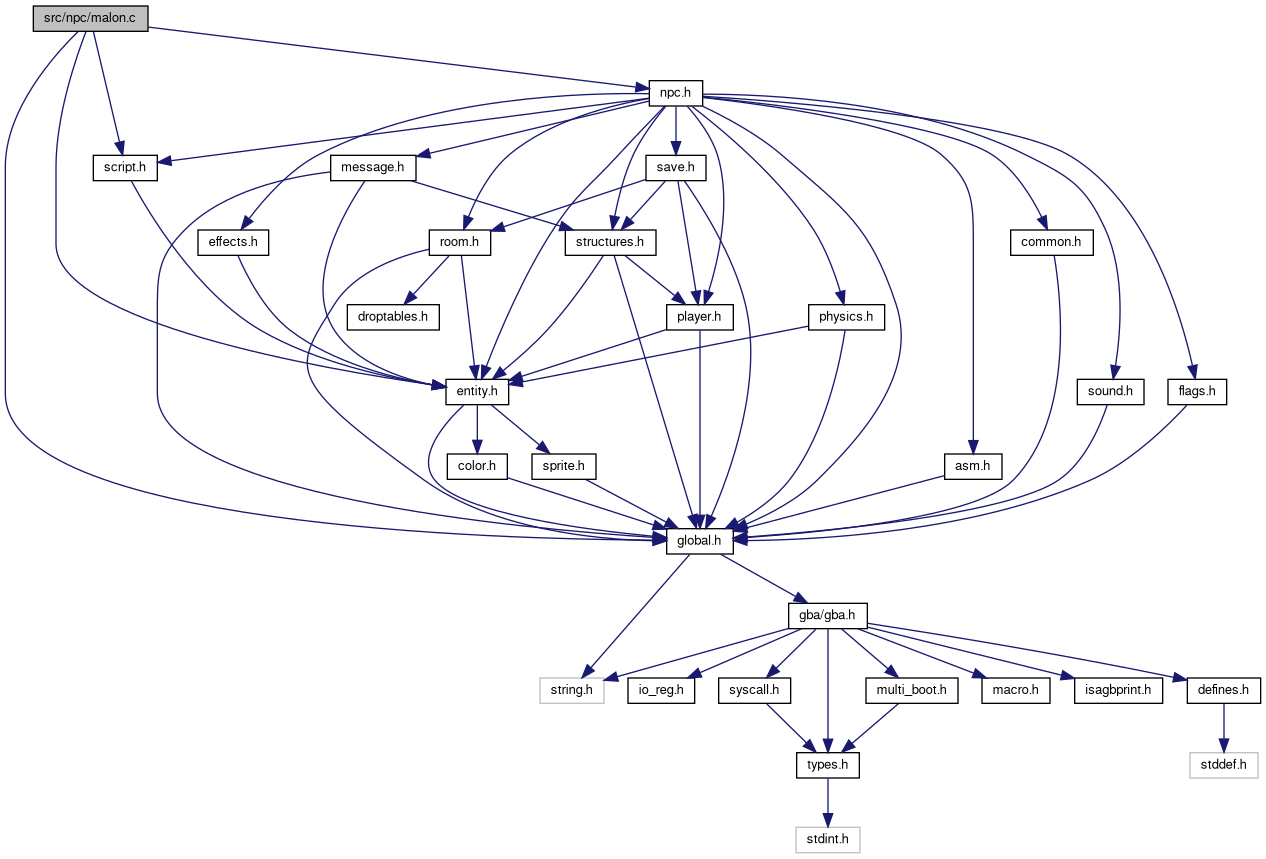 src/npc/malon.c
npc.h
script.h
message.h
save.h
effects.h
room.h
structures.h
common.h
droptables.h
player.h
physics.h
entity.h
sound.h
flags.h
color.h
sprite.h
asm.h
global.h
gba/gba.h
string.h
io_reg.h
syscall.h
multi_boot.h
macro.h
isagbprint.h
defines.h
types.h
stddef.h
stdint.h